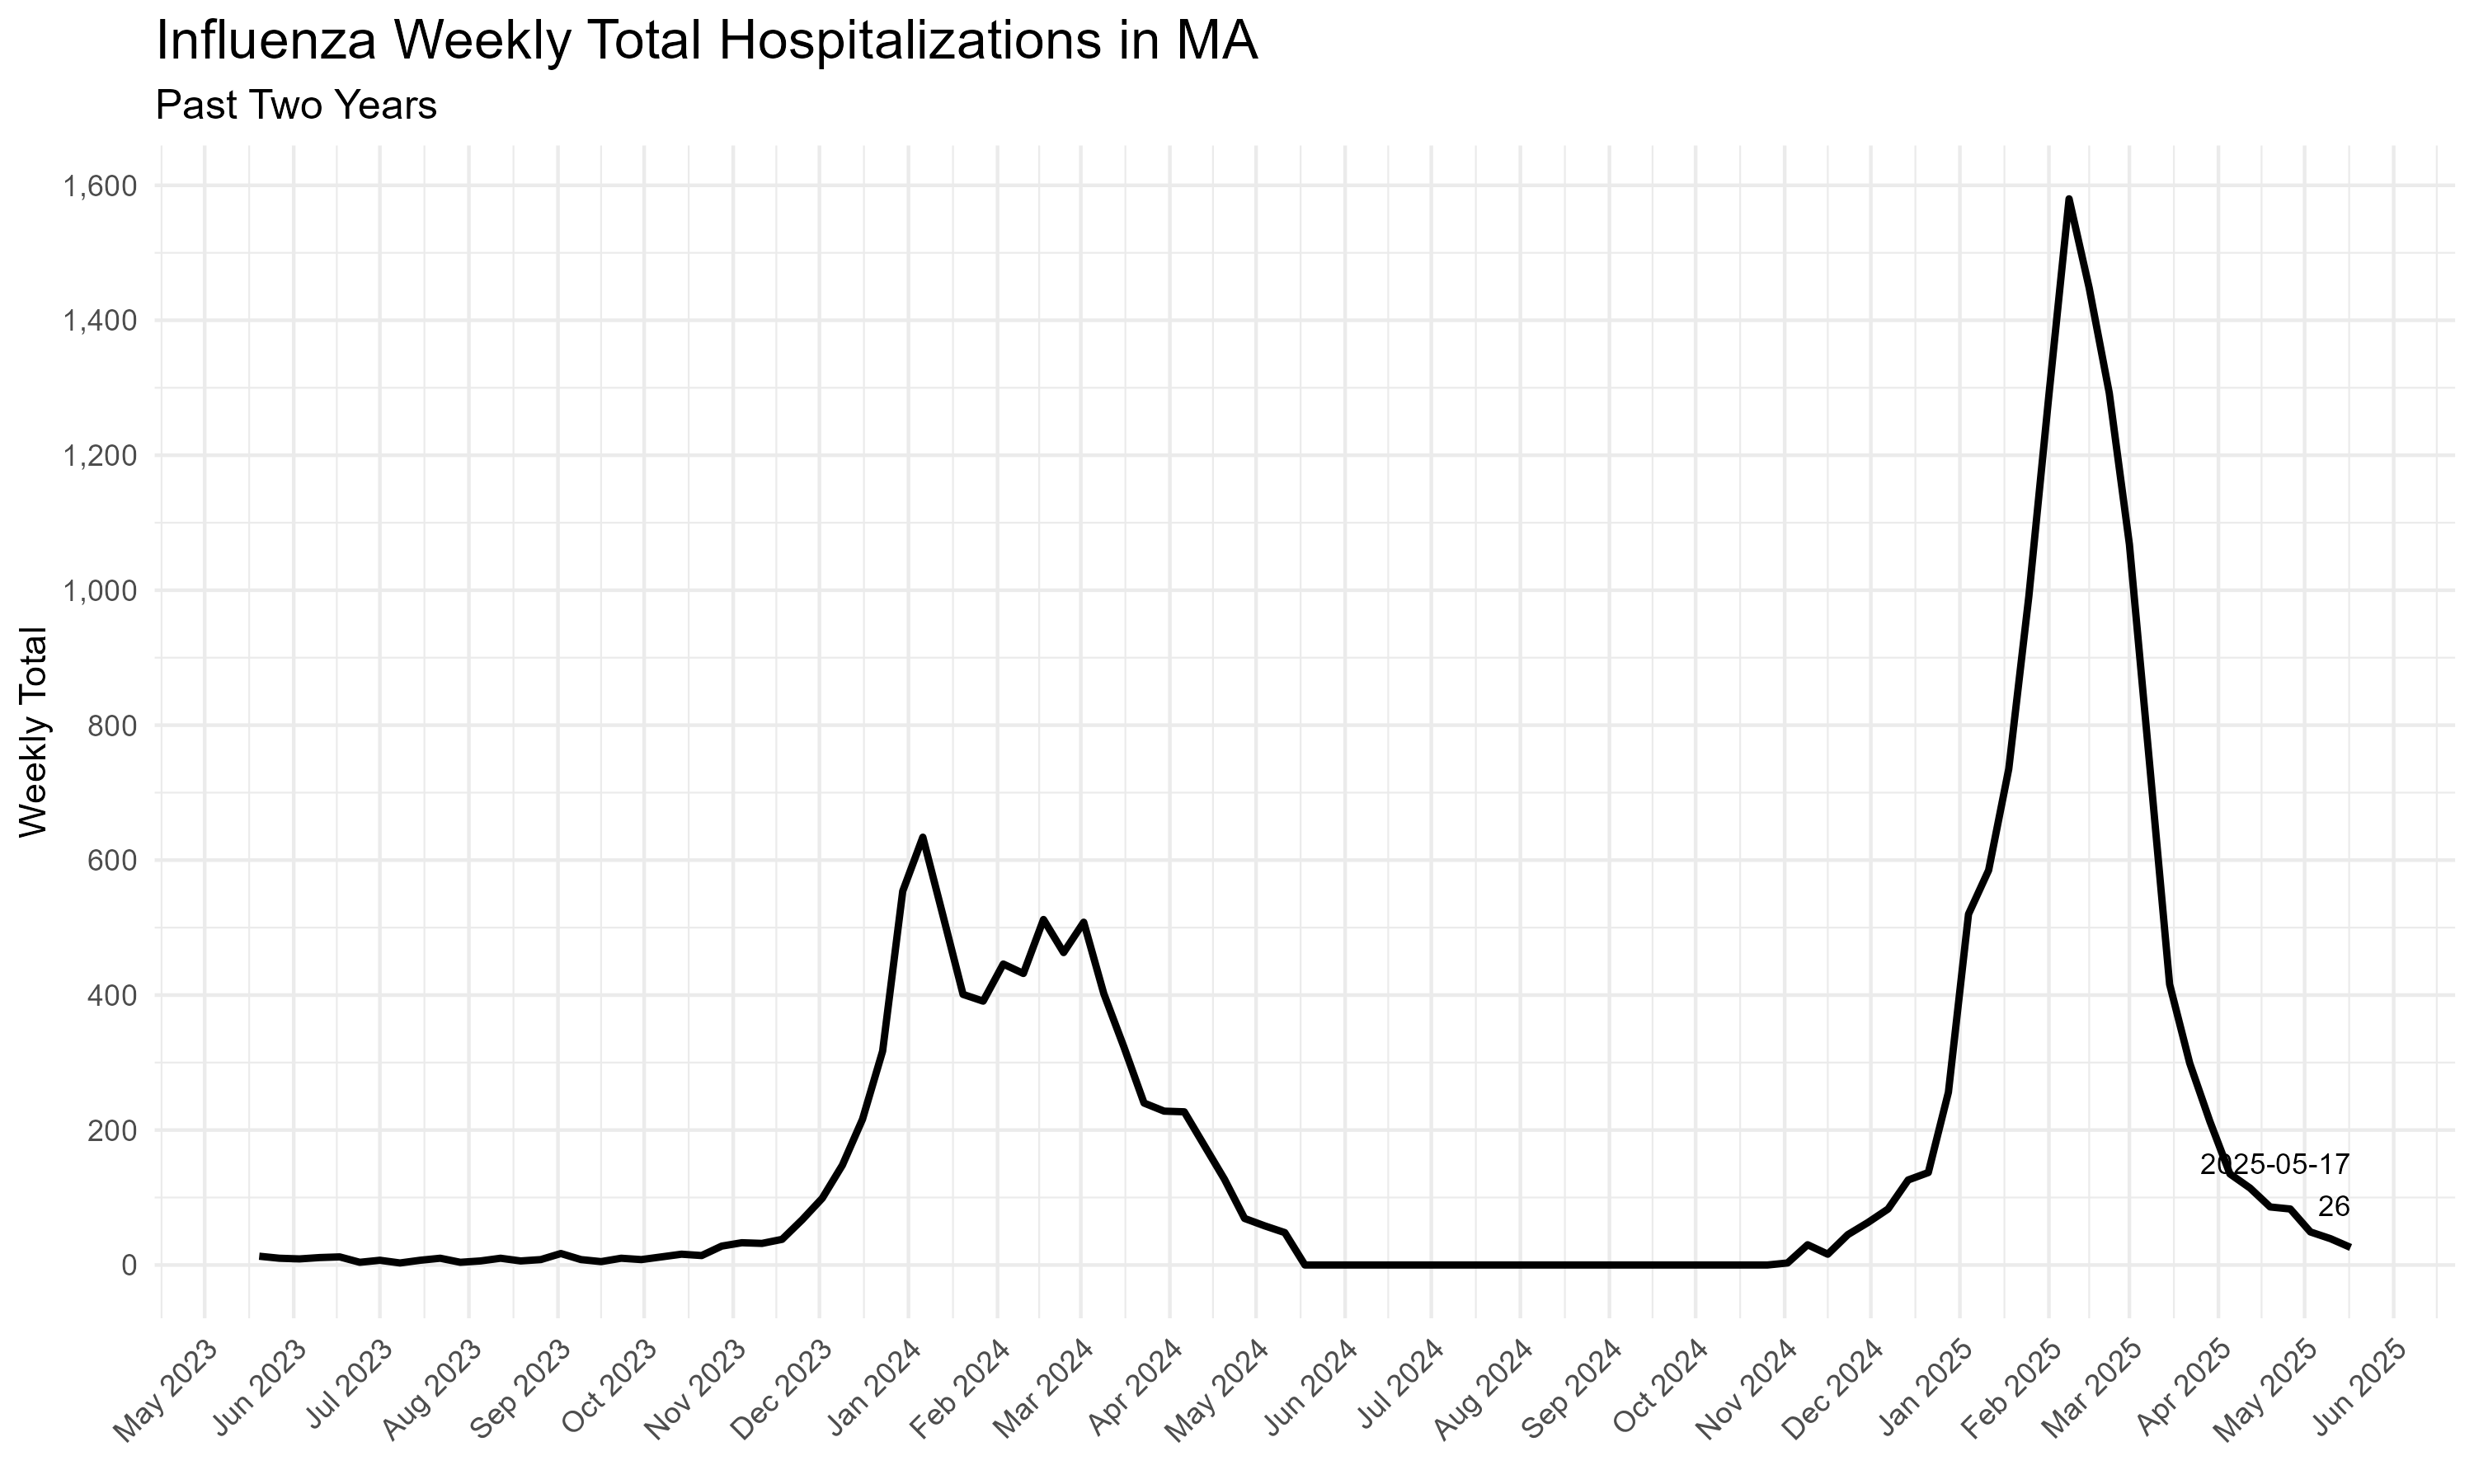 Influenza Weekly Total Hospitalizations in MA
Past Two Years
Weekly Total
1,600
1,400
1,200
1,000
800
600
400
200
0
2025-05-17
26
May 2023
Jun 2023
Jul 2023
Aug 2023
Sep 2023
Oct 2023
Nov 2023
Dec 2023
Jan 2024
Feb 2024
Mar 2024
Apr 2024
May 2024
Jun 2024
Jul 2024
Aug 2024
Sep 2024
Oct 2024
Nov 2024
Dec 2024
Jan 2025
Feb 2025
Mar 2025
Apr 2025
May 2025
Jun 2025